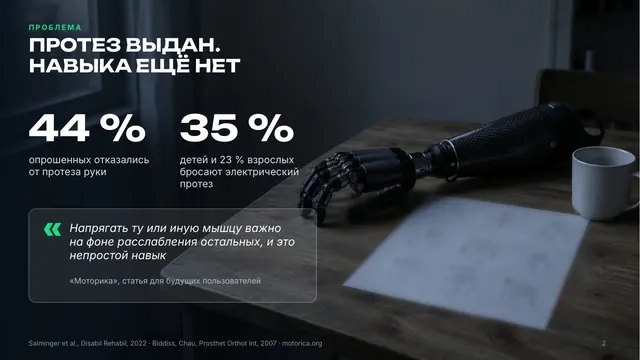 ПРОБЛЕМА
ПРОТЕЗ ВЫДАН.
НАВЫКА ЕЩЁ НЕТ
44 %
опрошенных отказались
от протеза руки
35 %
детей и 23 % взрослых
бросают электрический
протез
«
Напрягать ту или иную мышцу важно
на фоне расслабления остальных, и это
непростой навык
«Моторика», статья для будущих пользователей
Salminger et al., Disabil Rehabil, 2022 · Biddiss, Chau, Prosthet Orthot Int, 2007 · motorica.org
2